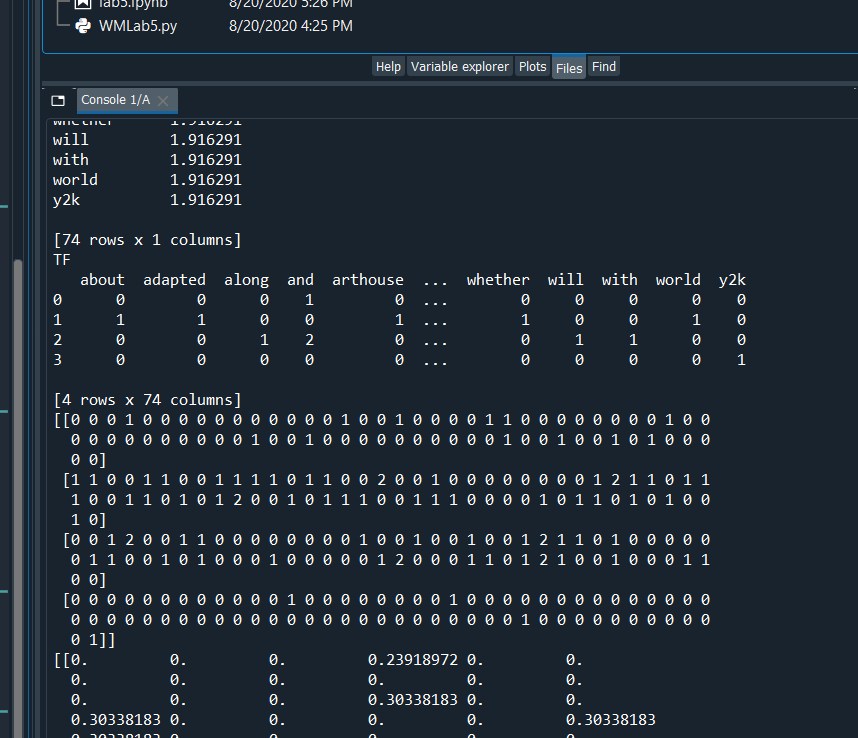 lab5.ipynb 8/20/2020 5:26 PM
WMLab5.py 8/20/2020 4:25 PM
Help Variable explorer Plots Files Find
Console 1/A
whether 1.916291
will 1.916291
with 1.916291
world 1.916291
y2k 1.916291
[74 rows x 1 columns]
TF
about adapted along and arthouse ... whether will with world y2k
0 0 0 0 1 0 ... 0 0 0 0 0
1 1 1 0 0 1 ... 1 0 0 1 0
2 0 0 1 2 0 ... 0 1 1 0 0
3 0 0 0 0 0 ... 0 0 0 0 1
[4 rows x 74 columns]
[[0 0 0 1 0 0 0 0 0 0 0 0 0 0 0 1 0 0 1 0 0 0 0 1 1 0 0 0 0 0 0 0 0 1 0 0
0 0 0 0 0 0 0 0 0 0 1 0 0 1 0 0 0 0 0 0 0 0 0 0 1 0 0 1 0 0 1 0 1 0 0 0
0 0]
[1 1 0 0 1 1 0 0 1 1 1 1 0 1 1 0 0 2 0 0 1 0 0 0 0 0 0 0 0 1 2 1 1 0 1 1
1 0 0 1 1 0 1 0 1 2 0 0 1 0 1 1 1 0 0 1 1 1 0 0 0 0 1 0 1 1 0 1 0 1 0 0
1 0]
[0 0 1 2 0 0 1 1 0 0 0 0 0 0 0 0 1 0 0 1 0 0 1 0 0 1 2 1 1 0 1 0 0 0 0 0
0 1 1 0 0 1 0 1 0 0 0 1 0 0 0 0 0 1 2 0 0 0 1 1 0 1 2 1 0 0 1 0 0 0 1 1
0 0]
[0 0 0 0 0 0 0 0 0 0 0 0 1 0 0 0 0 0 0 0 0 1 0 0 0 0 0 0 0 0 0 0 0 0 0 0
0 0 0 0 0 0 0 0 0 0 0 0 0 0 0 0 0 0 0 0 0 0 0 0 0 1 0 0 0 0 0 0 0 0 0 0
0 1]]
[[0. 0. 0. 0.23918972 0. 0.
0. 0. 0. 0. 0. 0.
0. 0. 0. 0.30338183 0. 0.
0.30338183 0. 0. 0. 0. 0.30338183
0.30338183 0. 0. 0. 0. 0.